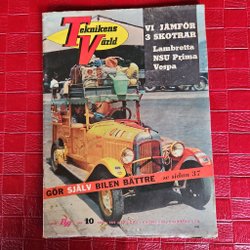 Teknikens
Värld
VI JÄMFÖR
3 SKOTRAR
Lambretta
NSU Prima
Vespa
GÖR SJÄLV BILEN BÄTTRE se sidan 37
10